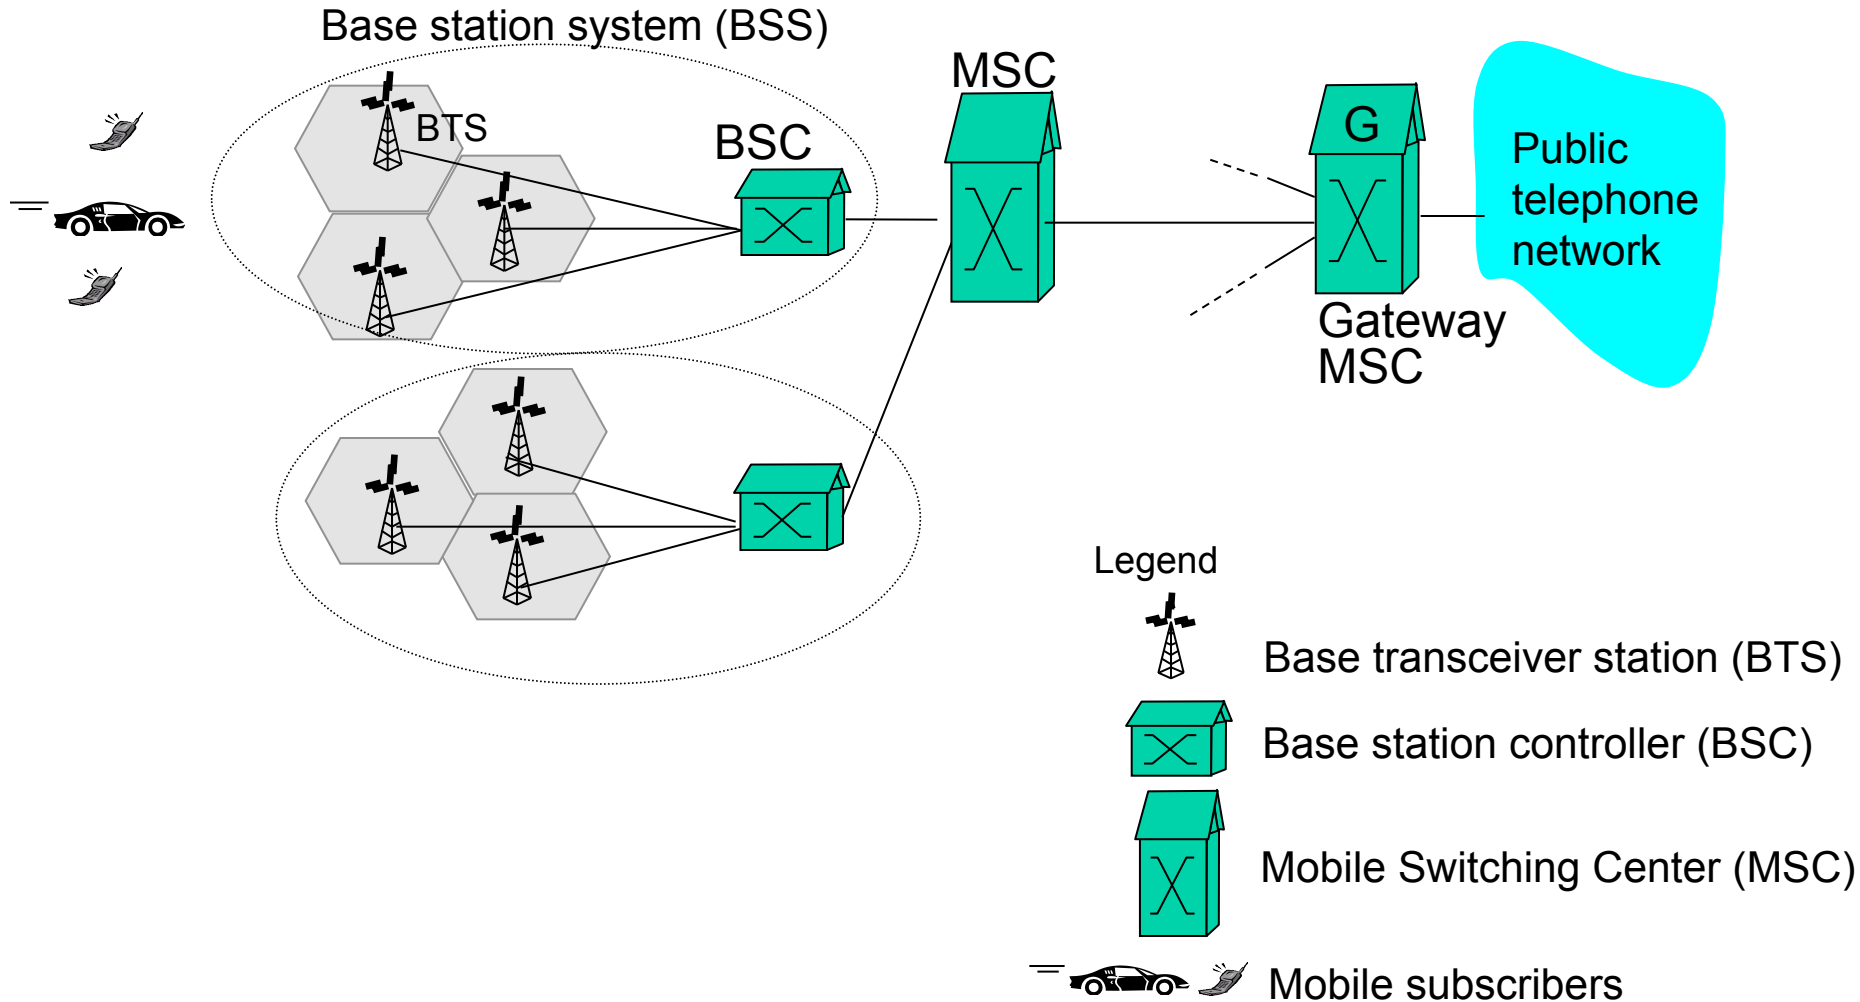 Base station system (BSS)
BTS
BSC
MSC
G
Gateway
MSC
Public
telephone
network
Legend
Base transceiver station (BTS)
Base station controller (BSC)
Mobile Switching Center (MSC)
Mobile subscribers